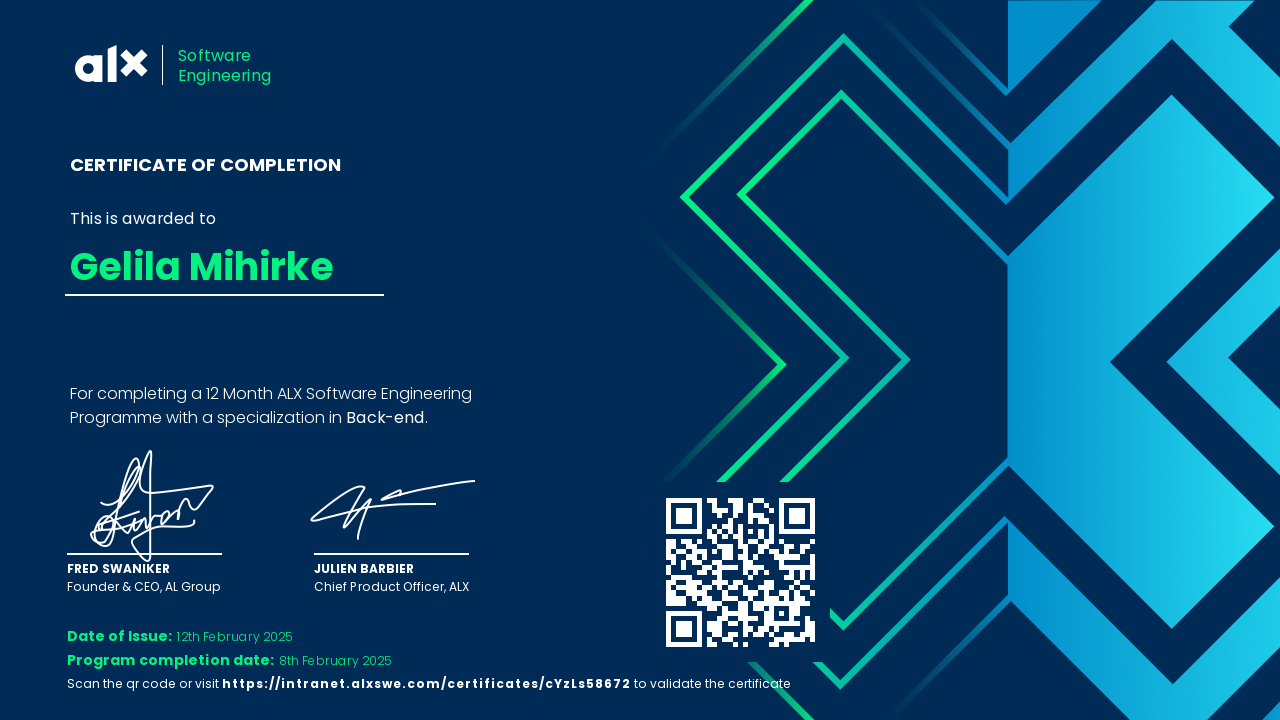 alx
Software
Engineering
CERTIFICATE OF COMPLETION
This is awarded to
Gelila Mihirke
For completing a 12 Month ALX Software Engineering
Programme with a specialization in Back-end.
FRED SWANIKER
Founder & CEO, AL Group
JULIEN BARBIER
Chief Product Officer, ALX
Date of Issue: 12th February 2025
Program completion date: 8th February 2025
Scan the qr code or visit https://intranet.alxswe.com/certificates/cYzLs58672 to validate the certificate